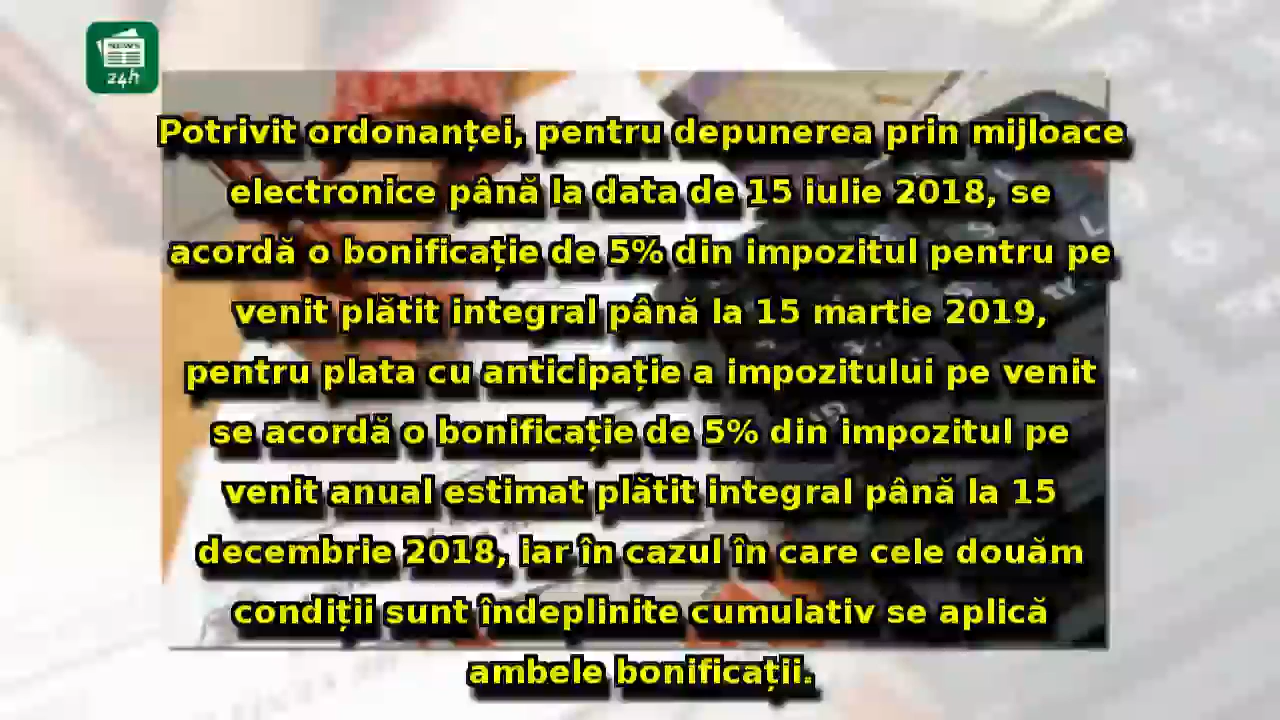 NEWS
24h
Potrivit ordonanței, pentru depunerea prin mijloace
electronice până la data de 15 iulie 2018, se
acordă o bonificație de 5% din impozitul pentru pe
venit plătit integral până la 15 martie 2019,
pentru plata cu anticipație a impozitului pe venit
se acordă o bonificație de 5% din impozitul pe
venit anual estimat plătit integral până la 15
decembrie 2018, iar în cazul în care cele douăm
condiții sunt îndeplinite cumulativ se aplică
ambele bonificații.